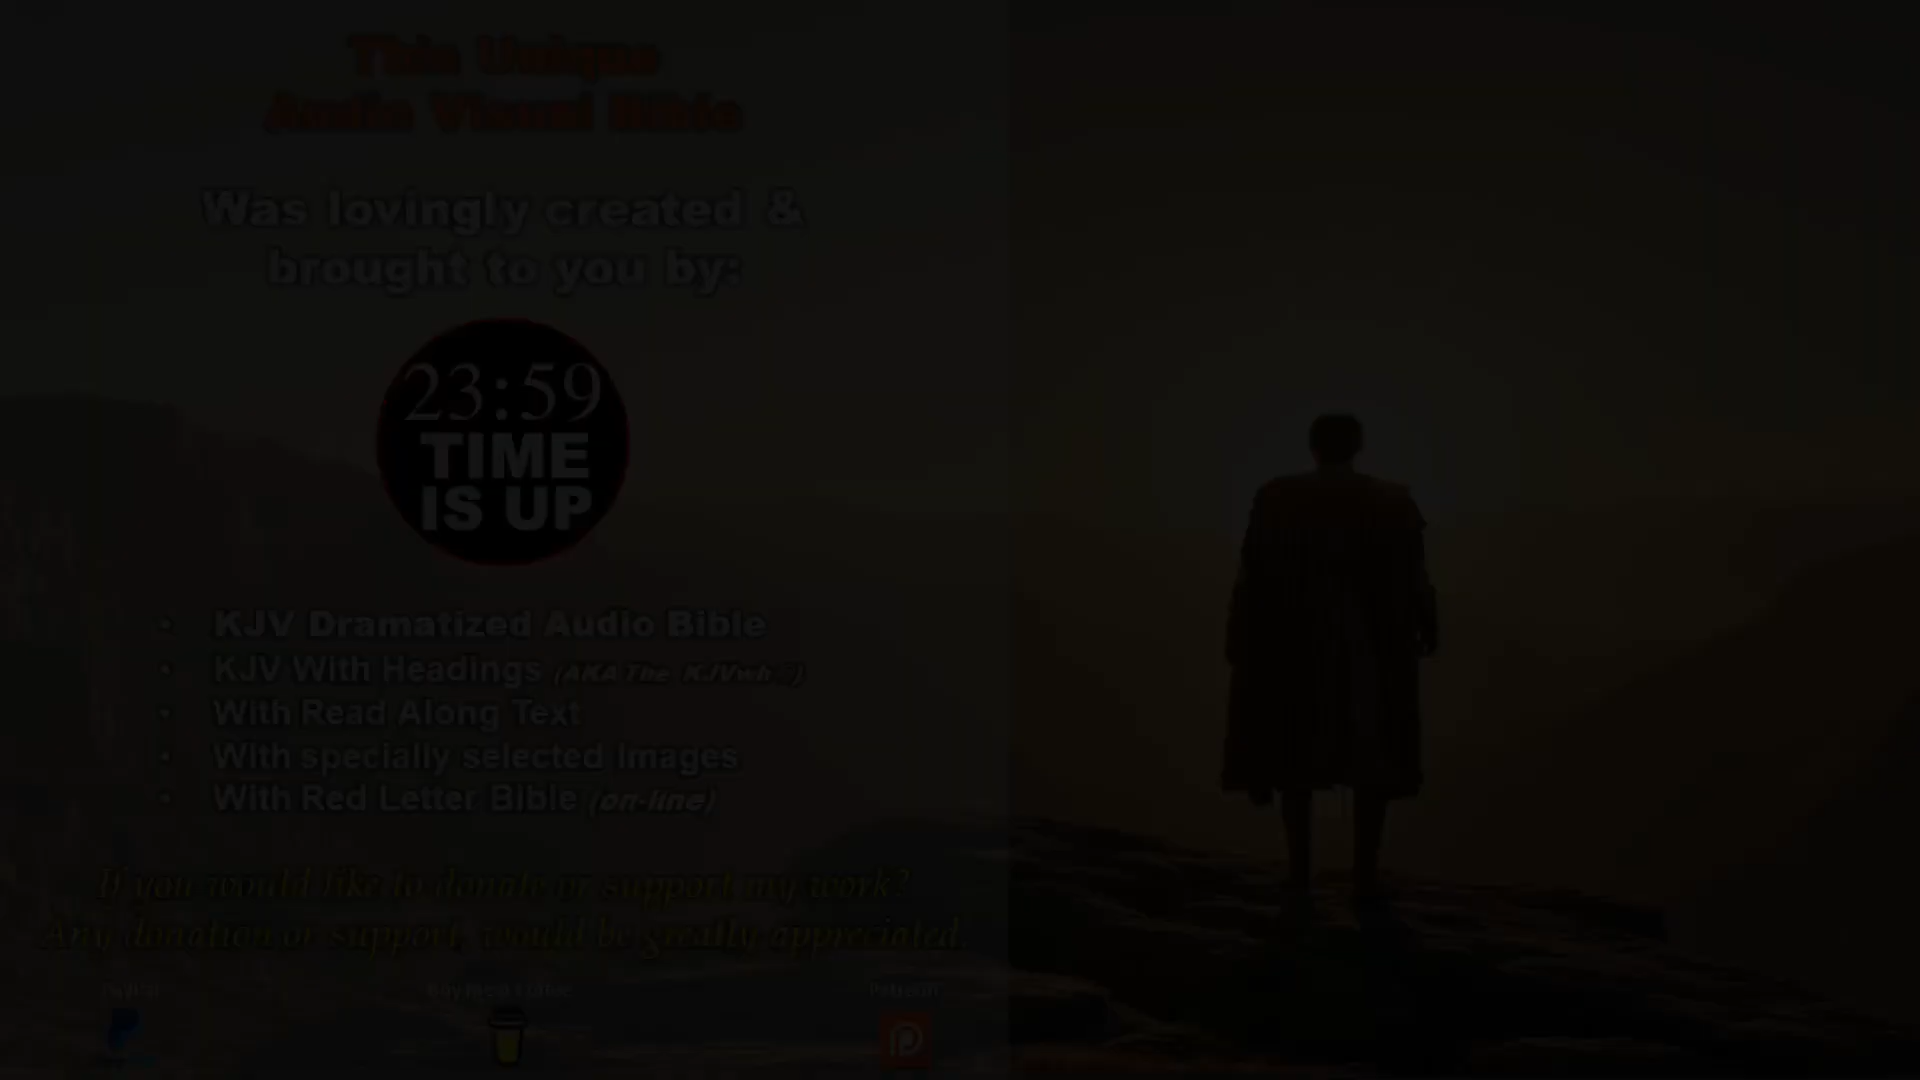 This Unique
Audio Visual Bible
Was lovingly created &
brought to you by:
23:59
TIME
IS UP
• KJV Dramatized Audio Bible
• KJV With Headings (AKA The KJVwh)
• With Read Along Text
• With specially selected Images
• With Red Letter Bible (on-line)
If you would like to donate or support my work?
Any donation or support, would be greatly appreciated.
PayPal
Buy me a coffee
Patreon